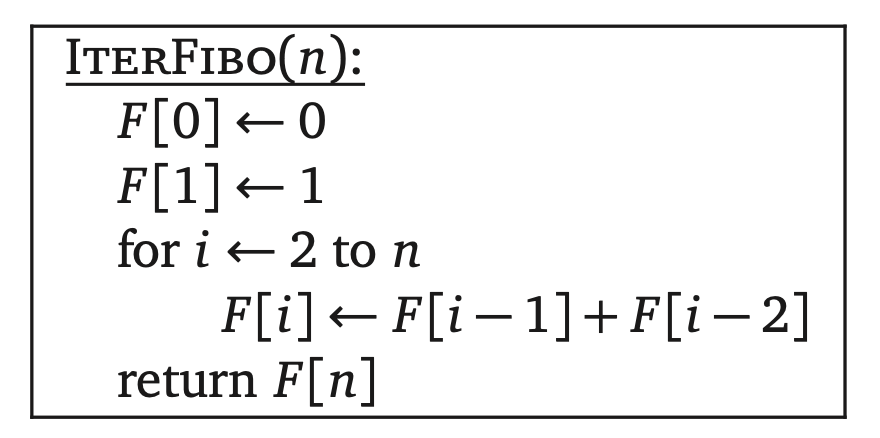 ITERFIBO(n):
F[0] ← 0
F[1] ← 1
for i ← 2 to n
F[i] ← F[i − 1] + F[i − 2]
return F[n]